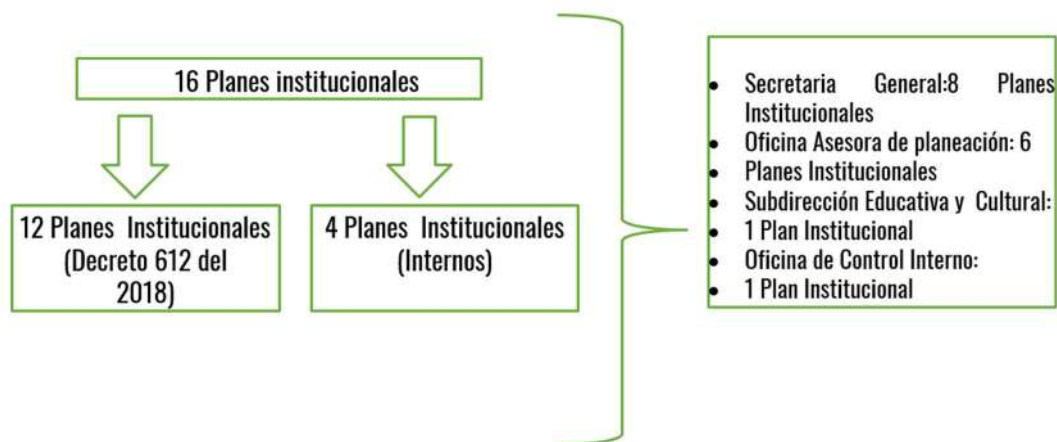 16 Planes institucionales
12 Planes Institucionales
(Decreto 612 del
2018)
4 Planes Institucionales
(Internos)
• Secretaria General:8 Planes
Institucionales
• Oficina Asesora de planeación: 6
• Planes Institucionales
• Subdirección Educativa y Cultural:
• 1 Plan Institucional
• Oficina de Control Interno:
• 1 Plan Institucional